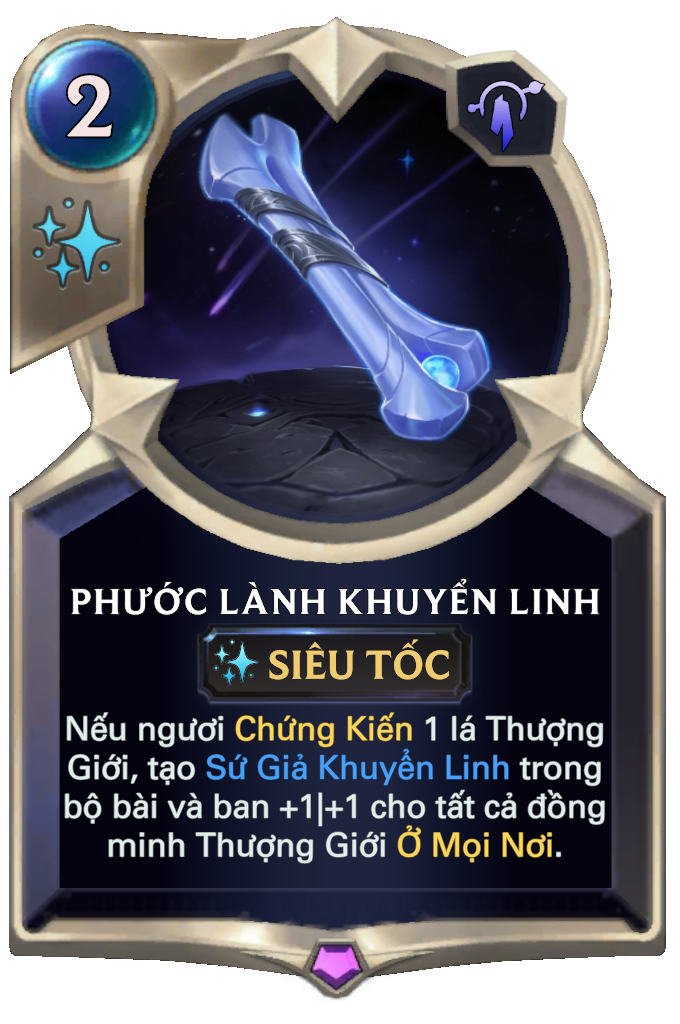 2
PHƯỚC LÀNH KHUYỂN LINH
SIÊU TỐC
Nếu ngươi Chứng Kiến 1 lá Thượng
Giới, tạo Sứ Giả Khuyển Linh trong
bộ bài và ban +1|+1 cho tất cả đồng
minh Thượng Giới Ở Mọi Nơi.